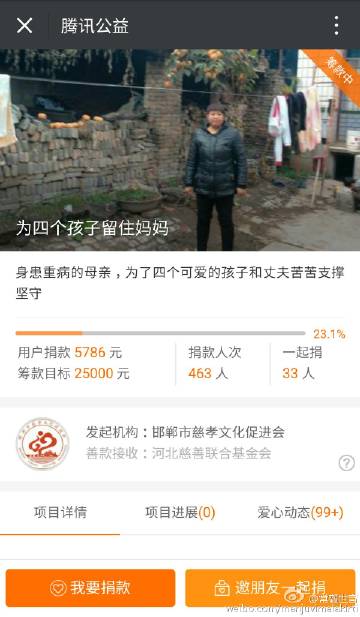 腾讯公益
筹款中
为四个孩子留住妈妈
身患重病的母亲，为了四个可爱的孩子和丈夫苦苦支撑
坚守
23.1%
用户捐款 5786 元
捐款人次
一起捐
筹款目标 25000 元
463 人
33 人
发起机构：邯郸市慈孝文化促进会
善款接收：河北慈善联合基金会
项目详情
项目进展(0)
爱心动态(99+)
我要捐款
邀朋友一起捐